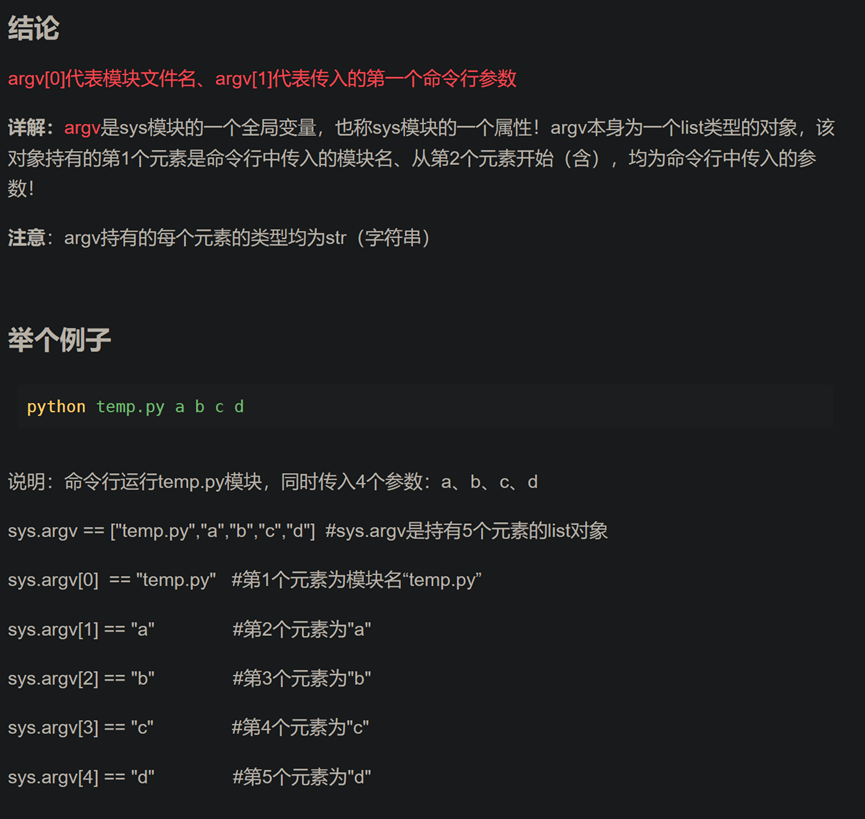 结论
argv[0]代表模块文件名、argv[1]代表传入的第一个命令行参数
详解：argv是sys模块的一个全局变量，也称sys模块的一个属性！argv本身为一个list类型的对象，该
对象持有的第1个元素是命令行中传入的模块名、从第2个元素开始（含），均为命令行中传入的参
数！
注意：argv持有的每个元素的类型均为str（字符串）
举个例子
python temp.py a b c d
说明：命令行运行temp.py模块，同时传入4个参数：a、b、c、d
sys.argv == ["temp.py","a","b","c","d"]  #sys.argv是持有5个元素的list对象
sys.argv[0]  == "temp.py"   #第1个元素为模块名“temp.py”
sys.argv[1] == "a"               #第2个元素为"a"
sys.argv[2] == "b"               #第3个元素为"b"
sys.argv[3] == "c"               #第4个元素为"c"
sys.argv[4] == "d"               #第5个元素为"d"